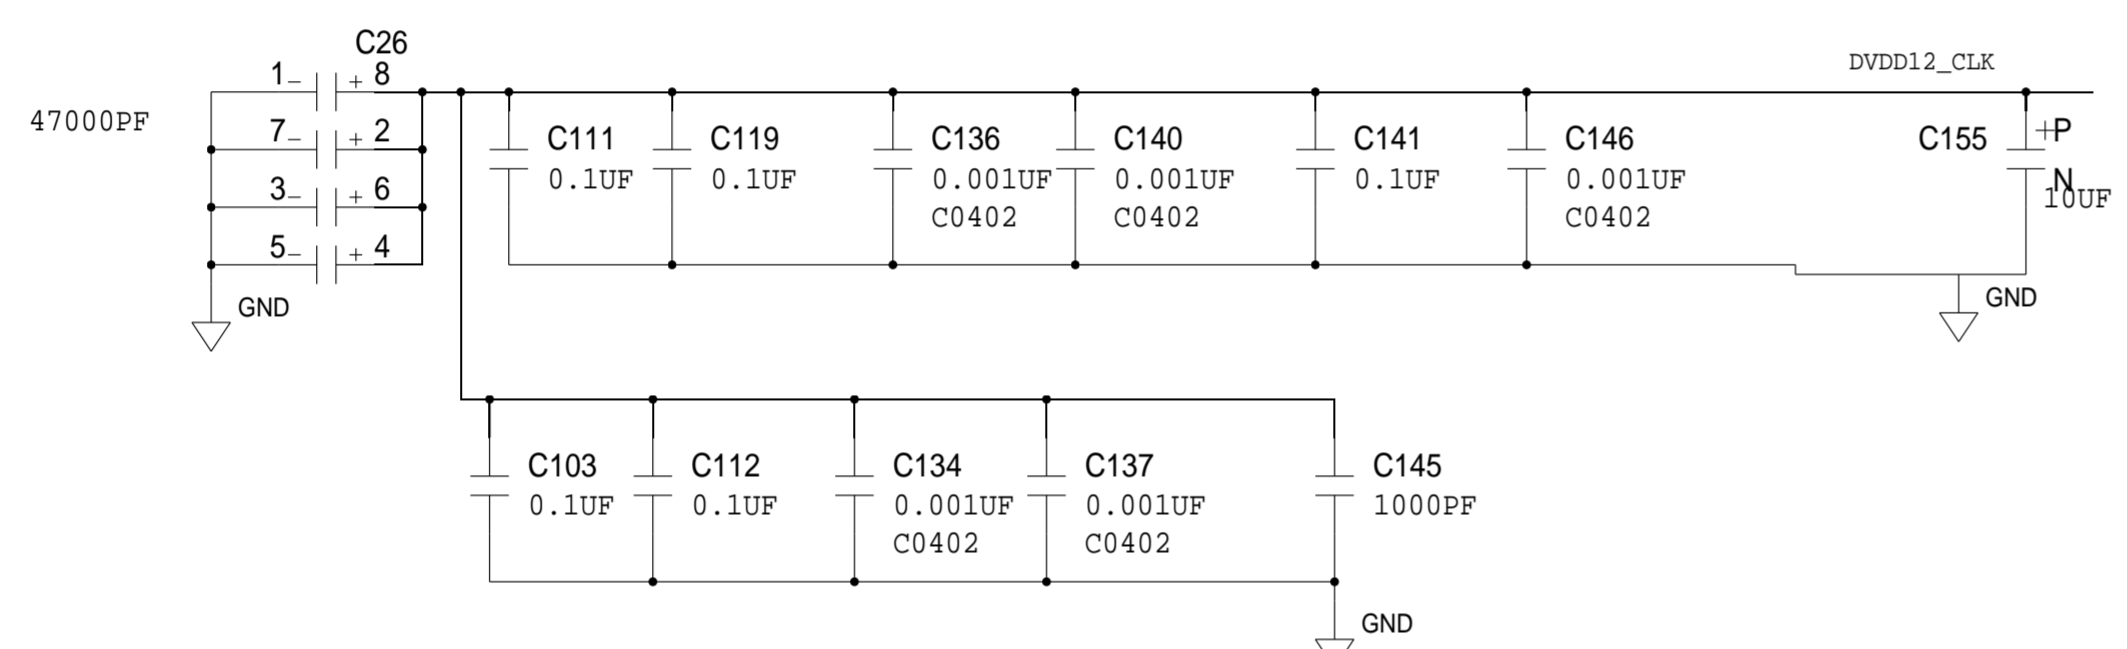 C26
1– + 8
47000PF
7– + 2
3– + 6
5– + 4
GND
C111
0.1UF
C119
0.1UF
C136
0.001UF
C0402
C140
0.001UF
C0402
C141
0.1UF
C146
0.001UF
C0402
DVDD12_CLK
C155
+P
N
10UF
GND
C103
0.1UF
C112
0.1UF
C134
0.001UF
C0402
C137
0.001UF
C0402
C145
1000PF
GND